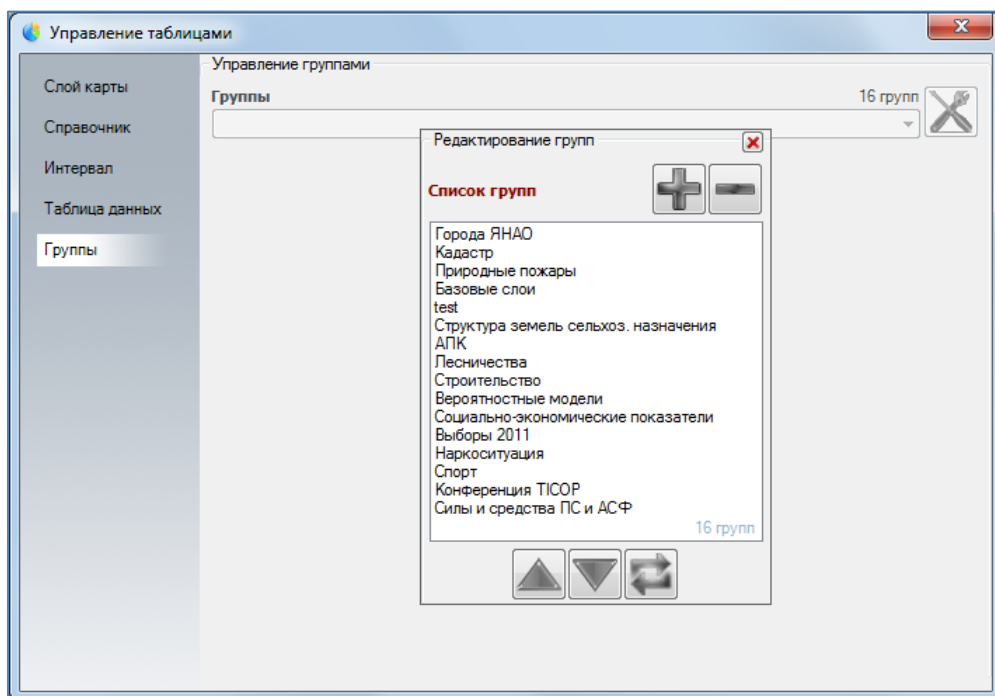 Управление таблицами
Слой карты
Справочник
Интервал
Таблица данных
Группы
Управление группами
Группы 16 групп
Редактирование групп
Список групп
Города ЯНАО
Кадастр
Природные пожары
Базовые слои
test
Структура земель сельхоз. назначения
АПК
Лесничества
Строительство
Вероятностные модели
Социально-экономические показатели
Выборы 2011
Наркоситуация
Спорт
Конференция TICOP
Силы и средства ПС и АСФ
16 групп